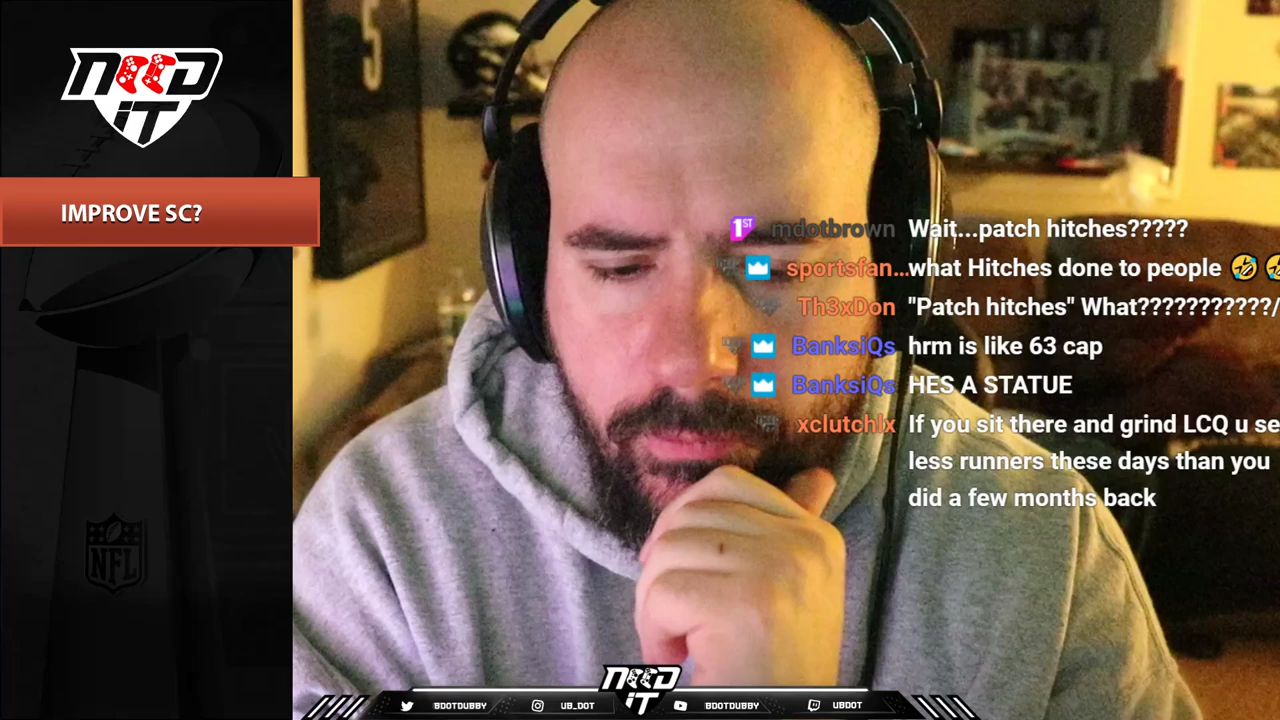 NEED
IT
IMPROVE SC?
NFL
5
1ST mdotbrown Wait...patch hitches?????
sportsfan... what Hitches done to people 🤣
Th3xDon "Patch hitches" What???????????/
BanksiQs hrm is like 63 cap
BanksiQs HES A STATUE
xclutchlx If you sit there and grind LCQ u se
less runners these days than you
did a few months back
NEED
IT
BDOTDUBBY UB_DOT BDOTDUBBY UBDOT